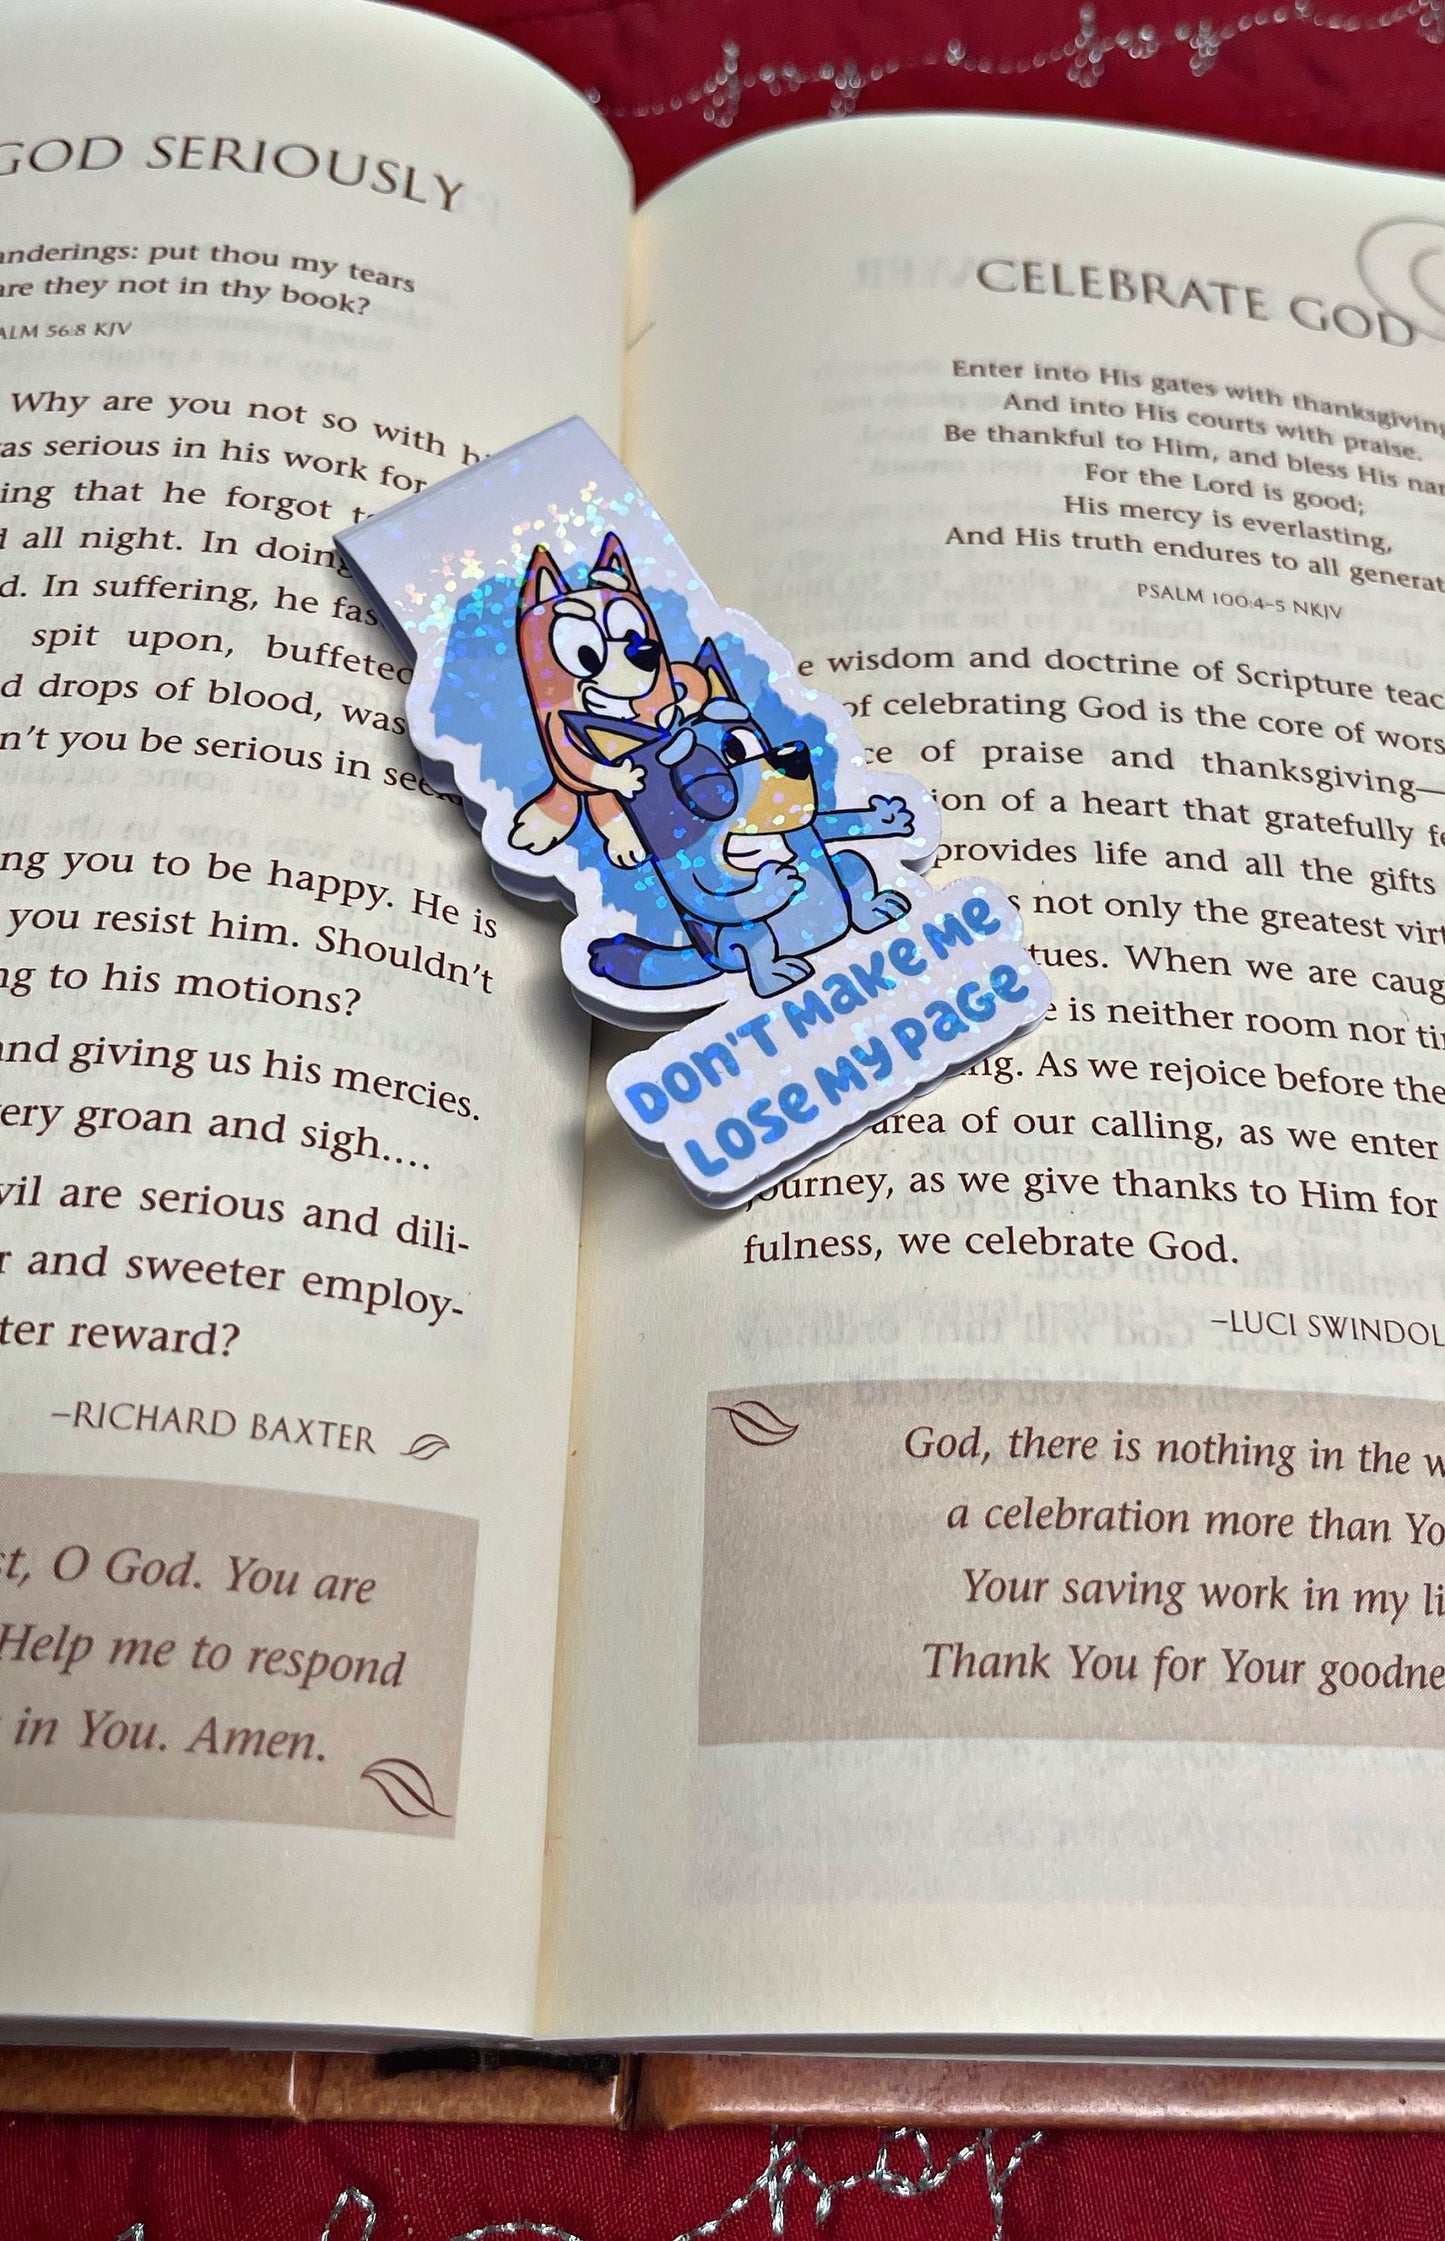 GOD SERIOUSLY
anderings: put thou my tears
are they not in thy book?
ALM 56:8 KJV
Why are you not so with
as serious in his work for
ing that he forgot
all night. In doing
d. In suffering, he fas
spit upon, buffeted
d drops of blood, was
n't you be serious in see
ng you to be happy. He is
you resist him. Shouldn't
ng to his motions?
and giving us his mercies.
ery groan and sigh....
vil are serious and dili-
r and sweeter employ-
ter reward?
–RICHARD BAXTER
st, O God. You are
Help me to respond
in You. Amen.
DON'T MAKE ME
LOSE MY PAGE
CELEBRATE GOD
Enter into His gates with thanksgiving
And into His courts with praise.
Be thankful to Him, and bless His nam
For the Lord is good;
His mercy is everlasting,
And His truth endures to all generat
PSALM 100:4–5 NKJV
e wisdom and doctrine of Scripture teac
of celebrating God is the core of wors
ce of praise and thanksgiving—
ion of a heart that gratefully fe
provides life and all the gifts
s not only the greatest virt
tues. When we are caug
e is neither room nor tim
ing. As we rejoice before the
area of our calling, as we enter
journey, as we give thanks to Him for
fulness, we celebrate God.
–LUCI SWINDOL
God, there is nothing in the w
a celebration more than Yo
Your saving work in my li
Thank You for Your goodne